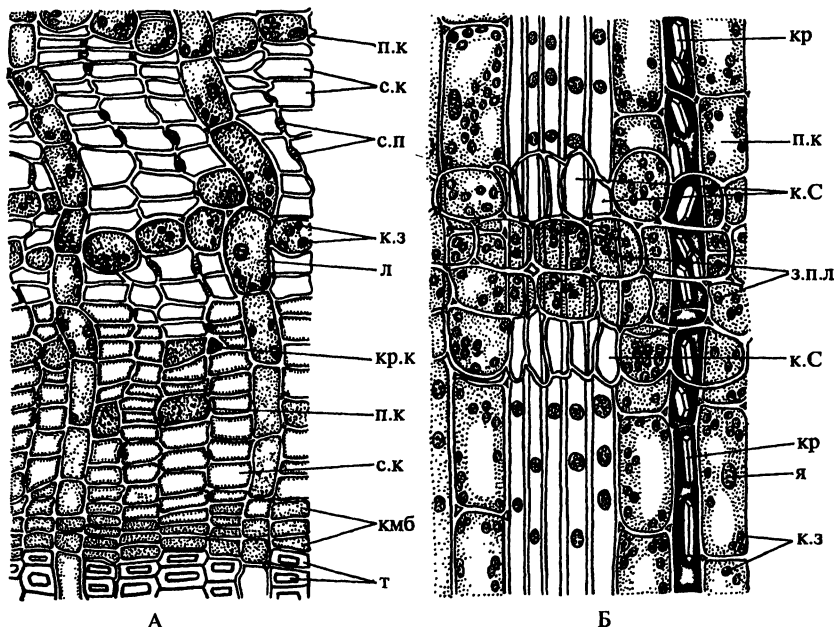 п.к
с.к
с.п
к.з
л
кр.к
п.к
с.к
кмб
т
А
кр
п.к
к.С
з.п.л
к.С
кр
я
к.з
Б